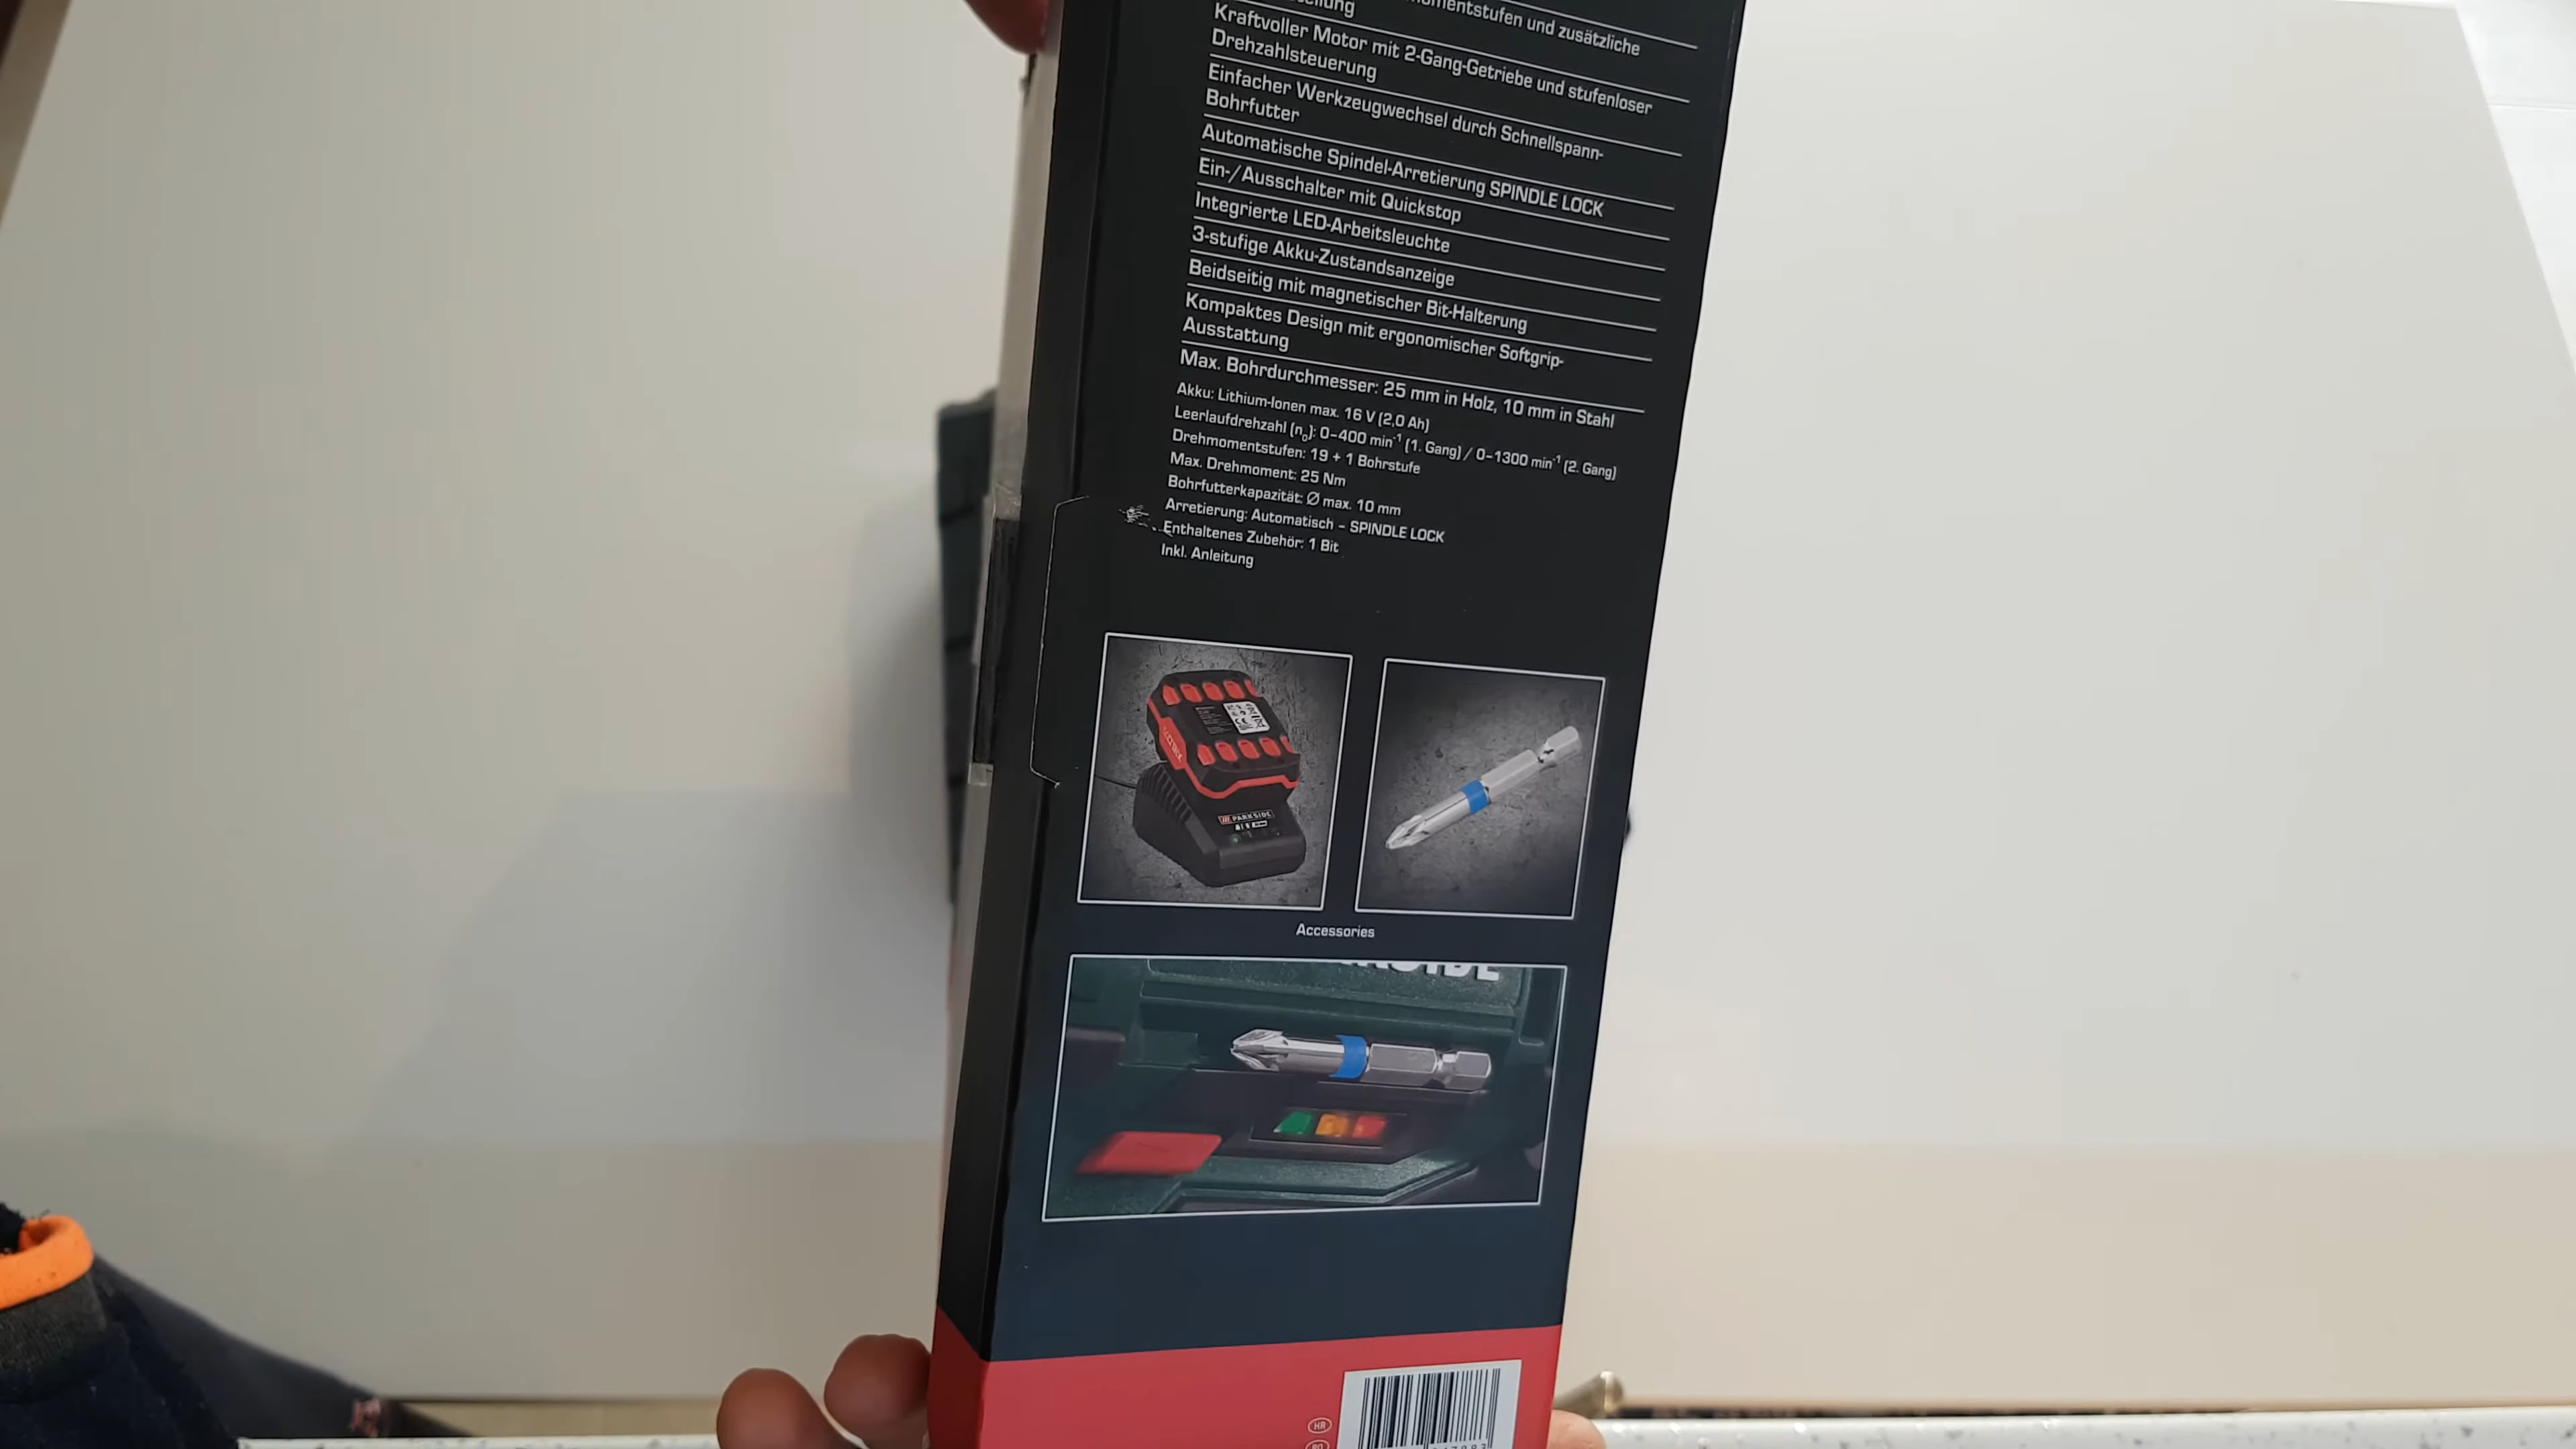 und zusätzliche
Kraftvoller Motor mit 2-Gang-Getriebe und stufenloser
Drehzahlsteuerung
Einfacher Werkzeugwechsel durch Schnellspann-
Bohrfutter
Automatische Spindel-Arretierung SPINDLE LOCK
Ein-/Ausschalter mit Quickstop
Integrierte LED-Arbeitsleuchte
3-stufige Akku-Zustandsanzeige
Beidseitig mit magnetischer Bit-Halterung
Kompaktes Design mit ergonomischer Softgrip-
Ausstattung
Max. Bohrdurchmesser: 25 mm in Holz, 10 mm in Stahl
Akku: Lithium-Ionen max. 16 V (2,0 Ah)
Leerlaufdrehzahl (n₀): 0–400 min⁻¹ (1. Gang) / 0–1300 min⁻¹ (2. Gang)
Drehmomentstufen: 19 + 1 Bohrstufe
Max. Drehmoment: 25 Nm
Bohrfutterkapazität: Ø max. 10 mm
Arretierung: Automatisch – SPINDLE LOCK
Enthaltenes Zubehör: 1 Bit
Inkl. Anleitung
PARKSIDE
Accessories
HR